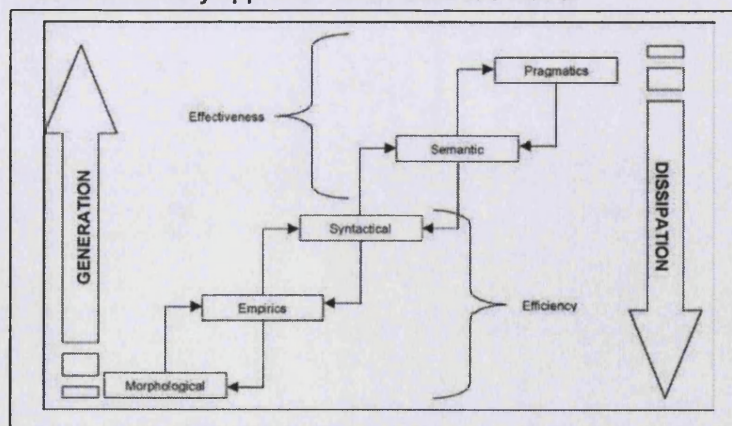 Pragmatics
Effectiveness
Semantic
GENERATION
DISSIPATION
Syntactical
Empirics
Efficiency
Morphological